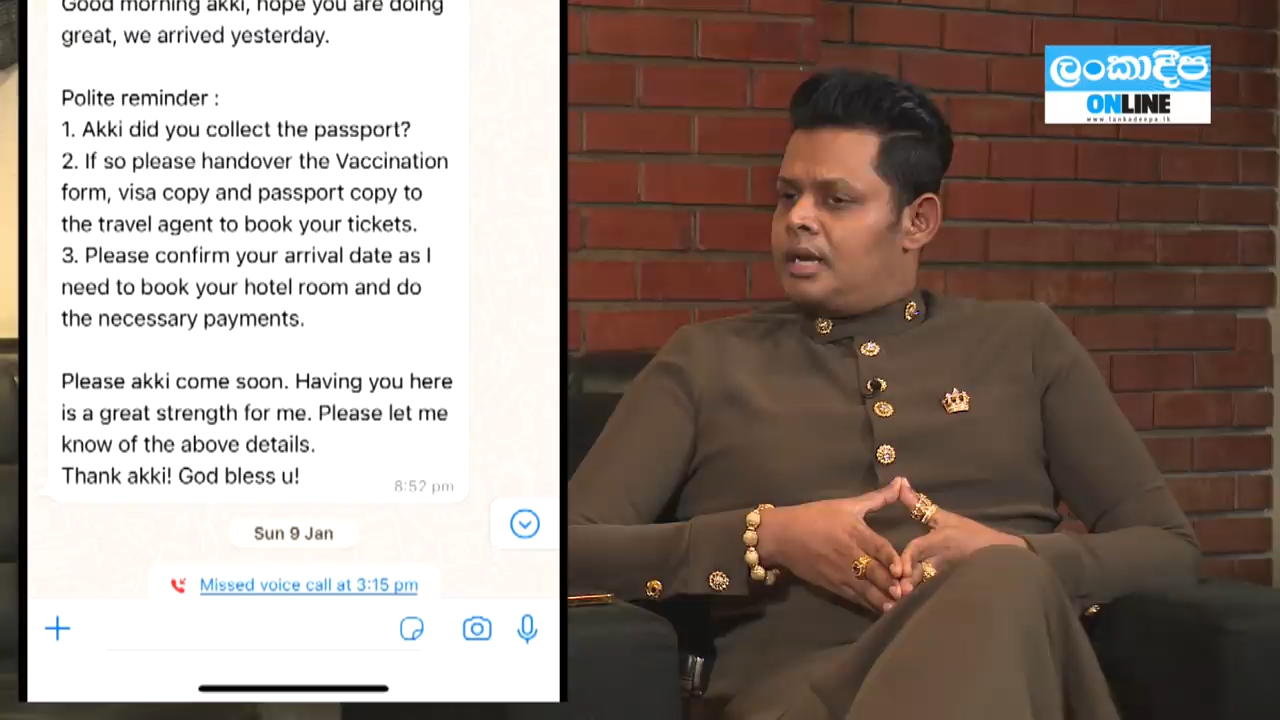 Good morning akki, hope you are doing
great, we arrived yesterday.
Polite reminder :
1. Akki did you collect the passport?
2. If so please handover the Vaccination
form, visa copy and passport copy to
the travel agent to book your tickets.
3. Please confirm your arrival date as I
need to book your hotel room and do
the necessary payments.
Please akki come soon. Having you here
is a great strength for me. Please let me
know of the above details.
Thank akki! God bless u!
8:52 pm
Sun 9 Jan
Missed voice call at 3:15 pm
ලංකාදීප
ONLINE
www.lankadeepa.lk